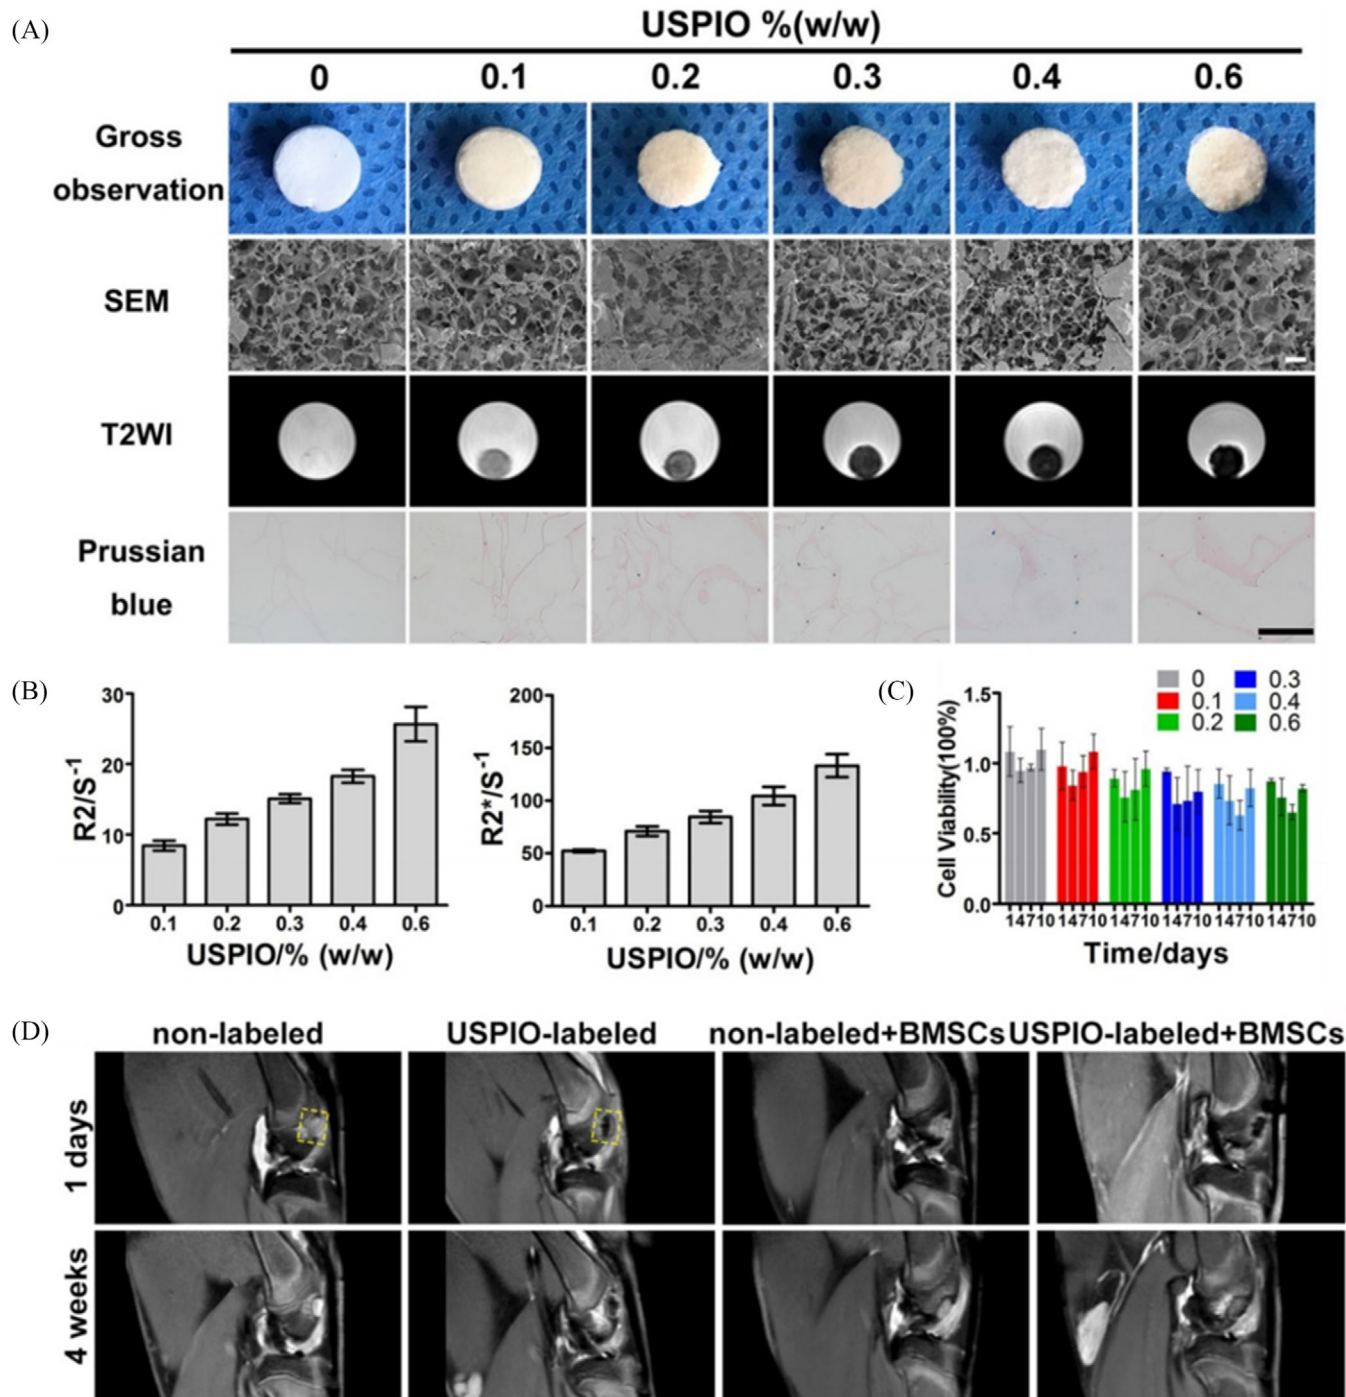 (A)
USPIO %(w/w)
0 0.1 0.2 0.3 0.4 0.6
Gross
observation
SEM
T2WI
Prussian
blue
(B)
30
20
10
0
R2/S⁻¹
0.1 0.2 0.3 0.4 0.6
USPIO/% (w/w)
200
150
100
50
0
R2*/S⁻¹
0.1 0.2 0.3 0.4 0.6
USPIO/% (w/w)
(C)
0 0.3
0.1 0.4
0.2 0.6
1.5
1.0
0.5
0.0
Cell Viability(100%)
14710 14710 14710 14710 14710 14710
Time/days
(D)
non-labeled USPIO-labeled non-labeled+BMSCs USPIO-labeled+BMSCs
1 days
4 weeks